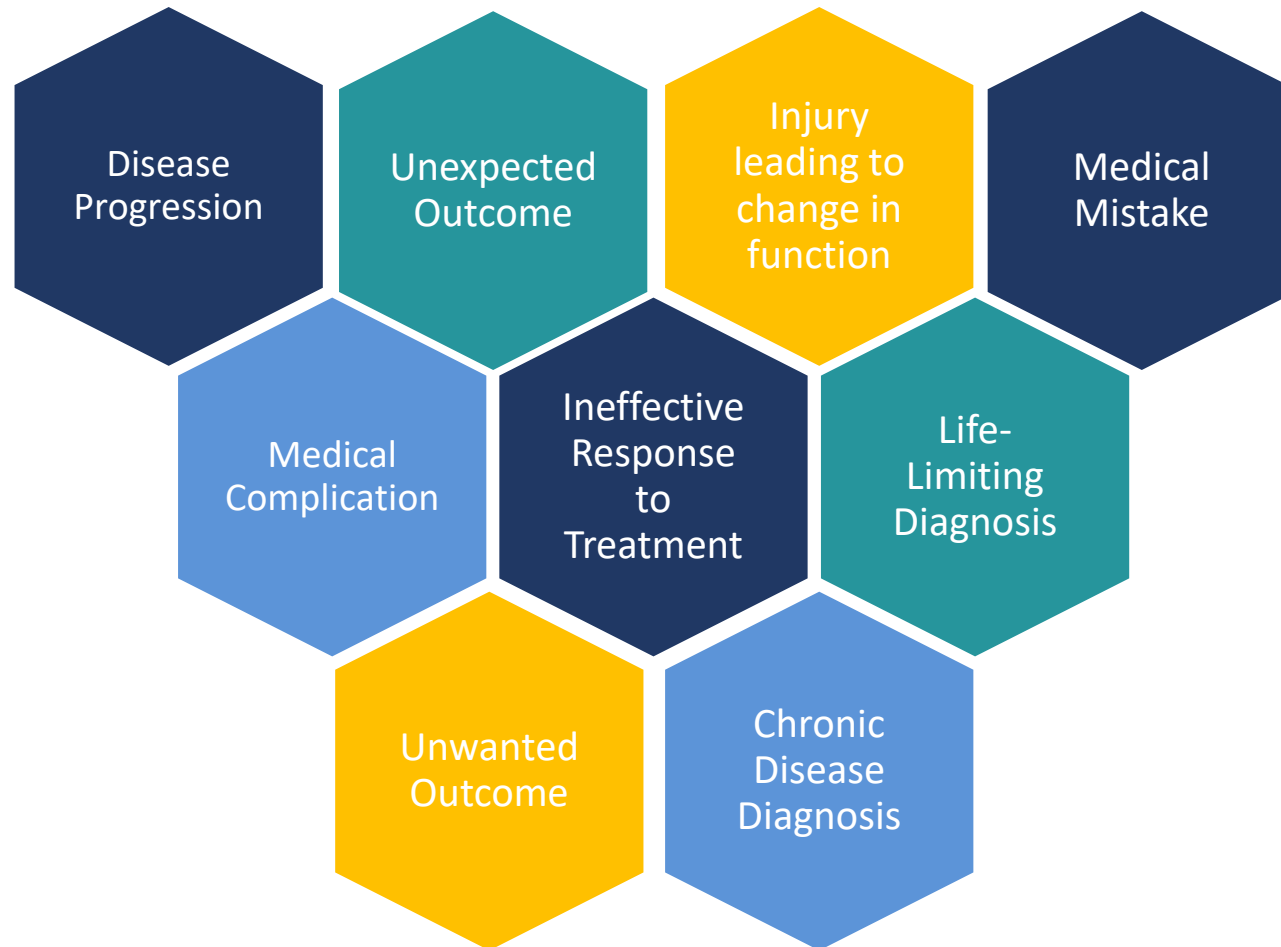 Disease
Progression
Unexpected
Outcome
Injury
leading to
change in
function
Medical
Mistake
Medical
Complication
Ineffective
Response
to
Treatment
Life-
Limiting
Diagnosis
Unwanted
Outcome
Chronic
Disease
Diagnosis